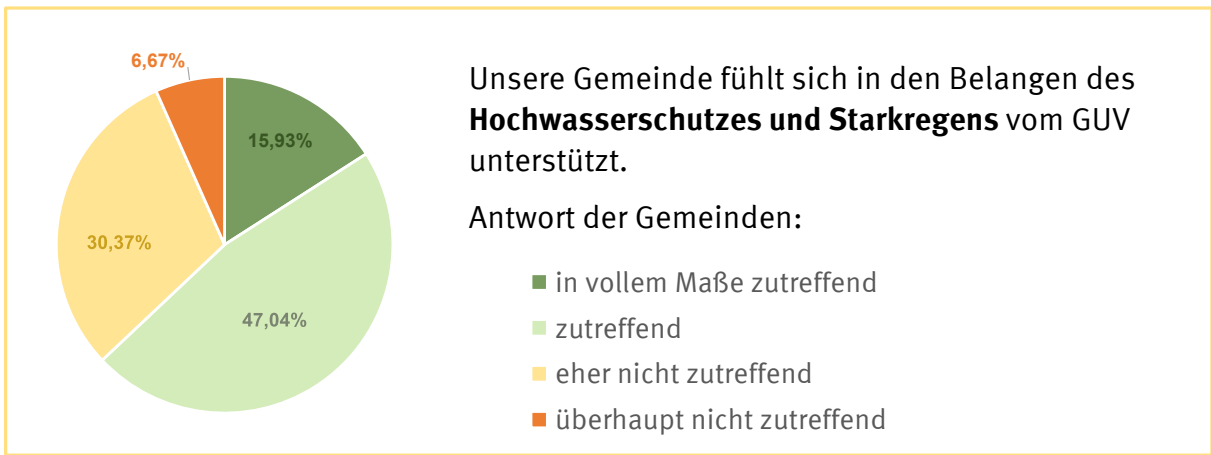 6,67%
15,93%
30,37%
47,04%
Unsere Gemeinde fühlt sich in den Belangen des
Hochwasserschutzes und Starkregens vom GUV
unterstützt.
Antwort der Gemeinden:
in vollem Maße zutreffend
zutreffend
eher nicht zutreffend
überhaupt nicht zutreffend